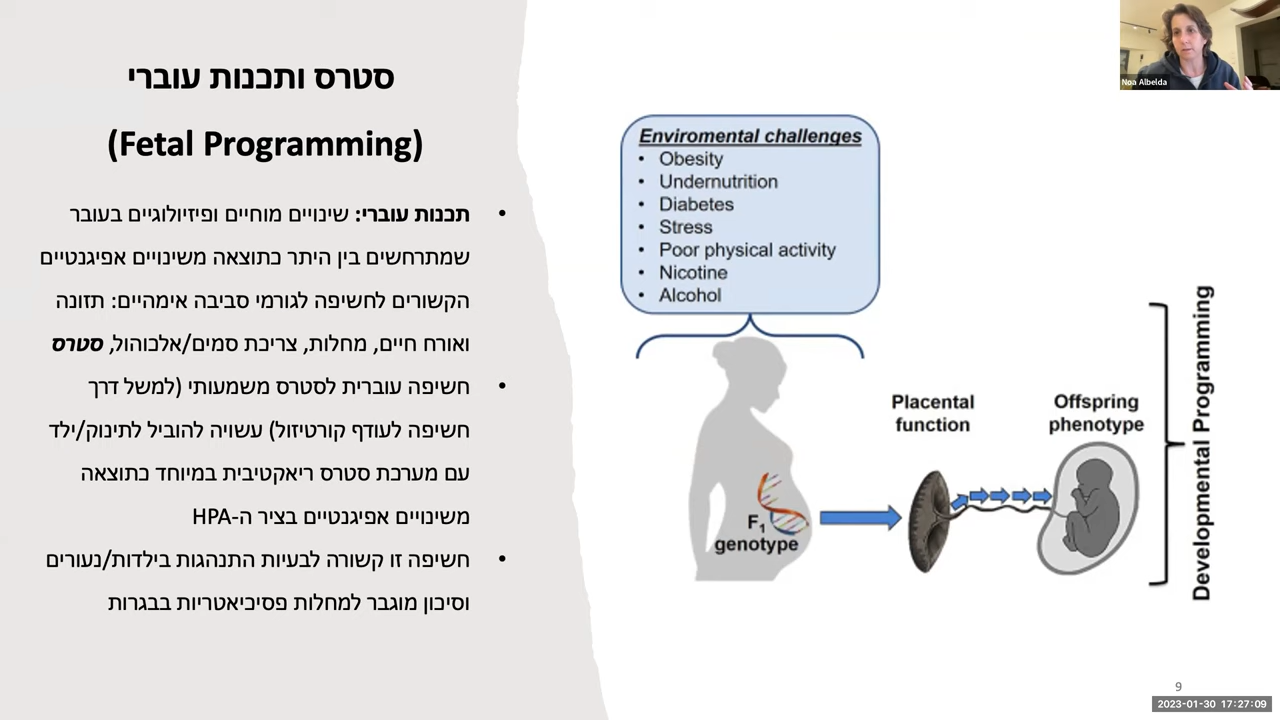 סטרס ותכנות עוברי
(Fetal Programming)
• תכנות עוברי: שינויים מוחיים ופיזיולוגיים בעובר
שמתרחשים בין היתר כתוצאה משינויים אפיגנטיים
הקשורים לחשיפה לגורמי סביבה אימהיים: תזונה
ואורח חיים, מחלות, צריכת סמים/אלכוהול, סטרס
• חשיפה עוברית לסטרס משמעותי (למשל דרך
חשיפה לעודף קורטיזול) עשויה להוביל לתינוק/ילד
עם מערכת סטרס ריאקטיבית במיוחד כתוצאה
משינויים אפיגנטיים בציר ה-HPA
• חשיפה זו קשורה לבעיות התנהגות בילדות/נעורים
וסיכון מוגבר למחלות פסיכיאטריות בבגרות
Enviromental challenges
• Obesity
• Undernutrition
• Diabetes
• Stress
• Poor physical activity
• Nicotine
• Alcohol
F1
genotype
Placental
function
Offspring
phenotype
Developmental Programming
Noa Albelda
9
2023-01-30 17:27:09